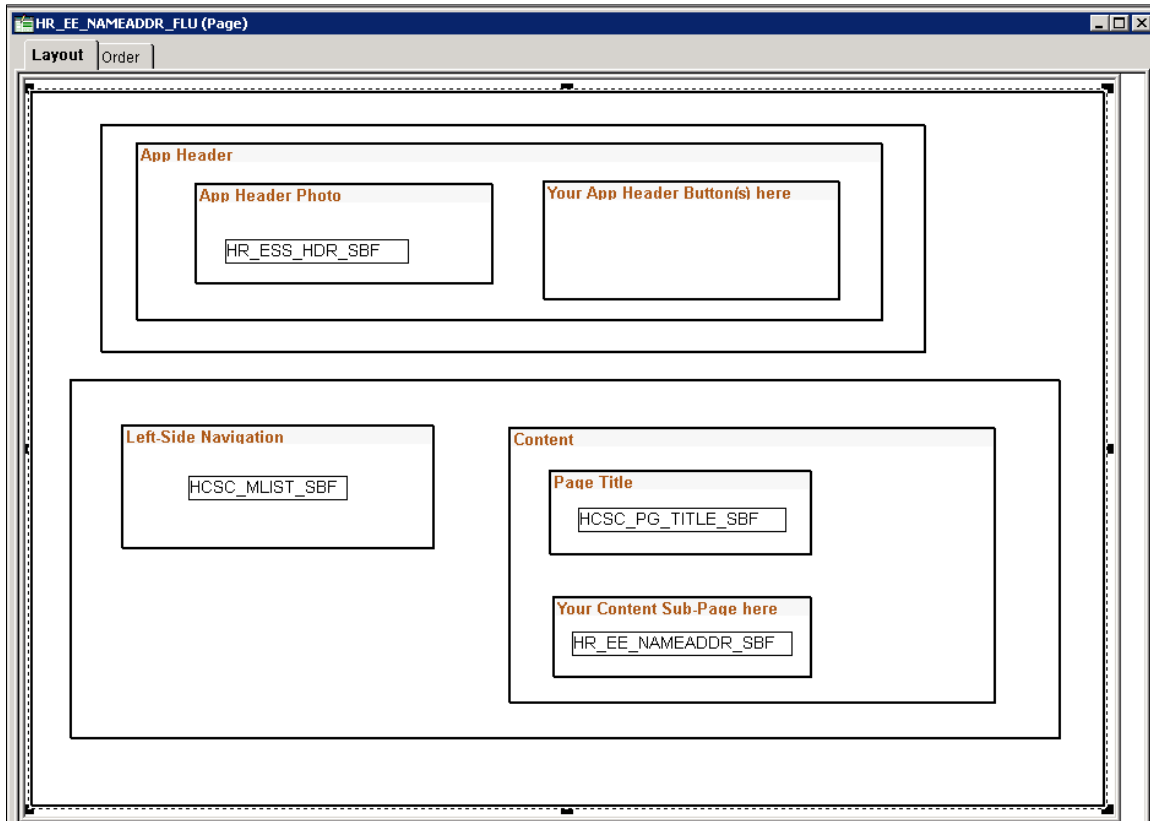 HR_EE_NAMEADDR_FLU (Page)
Layout Order
App Header
App Header Photo
Your App Header Button(s) here
HR_ESS_HDR_SBF
Left-Side Navigation
HCSC_MLIST_SBF
Content
Page Title
HCSC_PG_TITLE_SBF
Your Content Sub-Page here
HR_EE_NAMEADDR_SBF